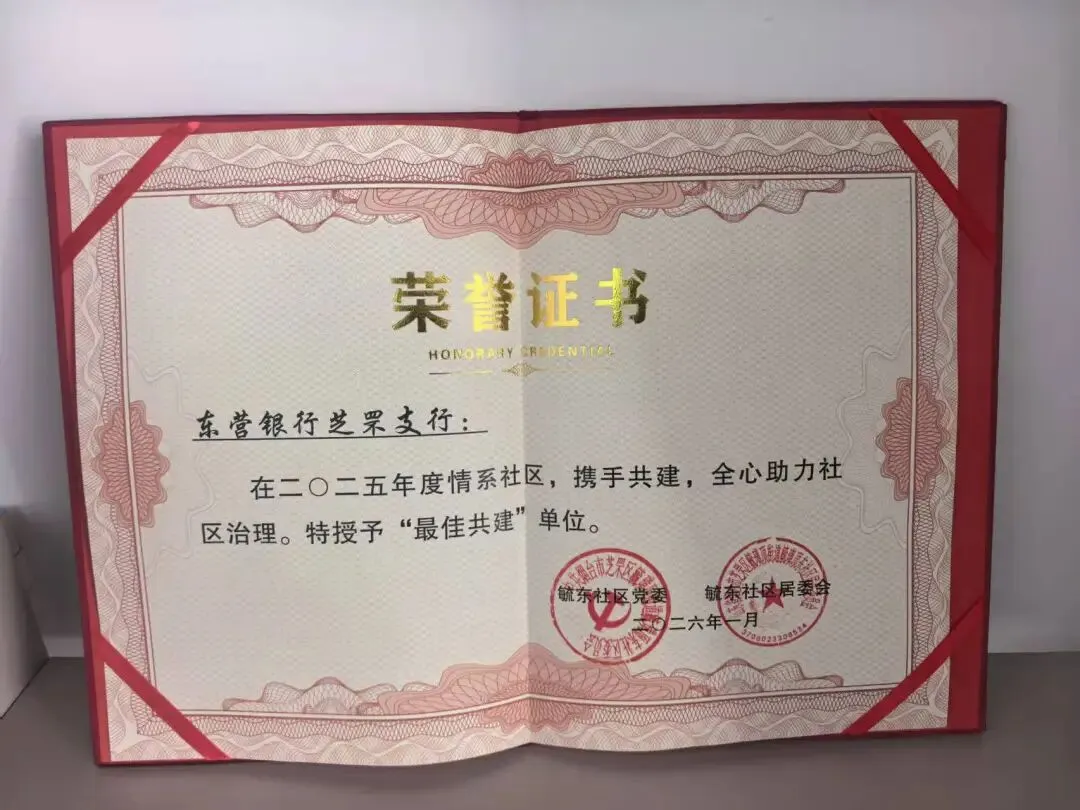 荣誉证书
HONORARY CREDENTIAL
东营银行芝罘支行：
在二〇二五年度情系社区，携手共建，全心助力社
区治理。特授予“最佳共建”单位。
毓东社区党委 毓东社区居委会
二〇二六年一月